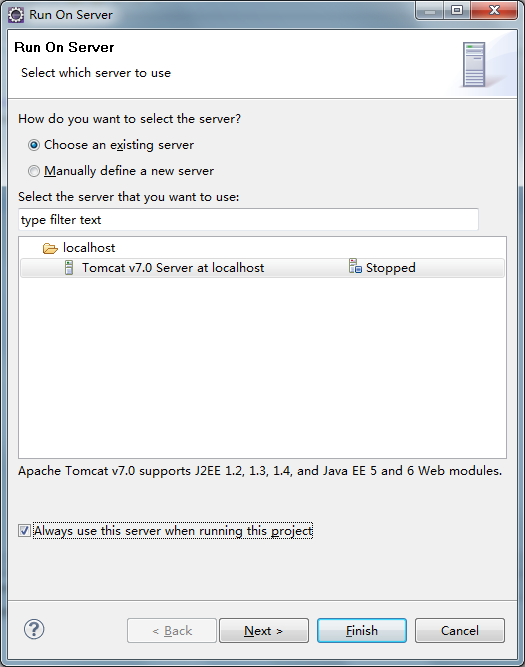 Run On Server
Run On Server
Select which server to use
How do you want to select the server?
Choose an existing server
Manually define a new server
Select the server that you want to use:
type filter text
localhost
Tomcat v7.0 Server at localhost Stopped
Apache Tomcat v7.0 supports J2EE 1.2, 1.3, 1.4, and Java EE 5 and 6 Web modules.
Always use this server when running this project
? < Back Next > Finish Cancel